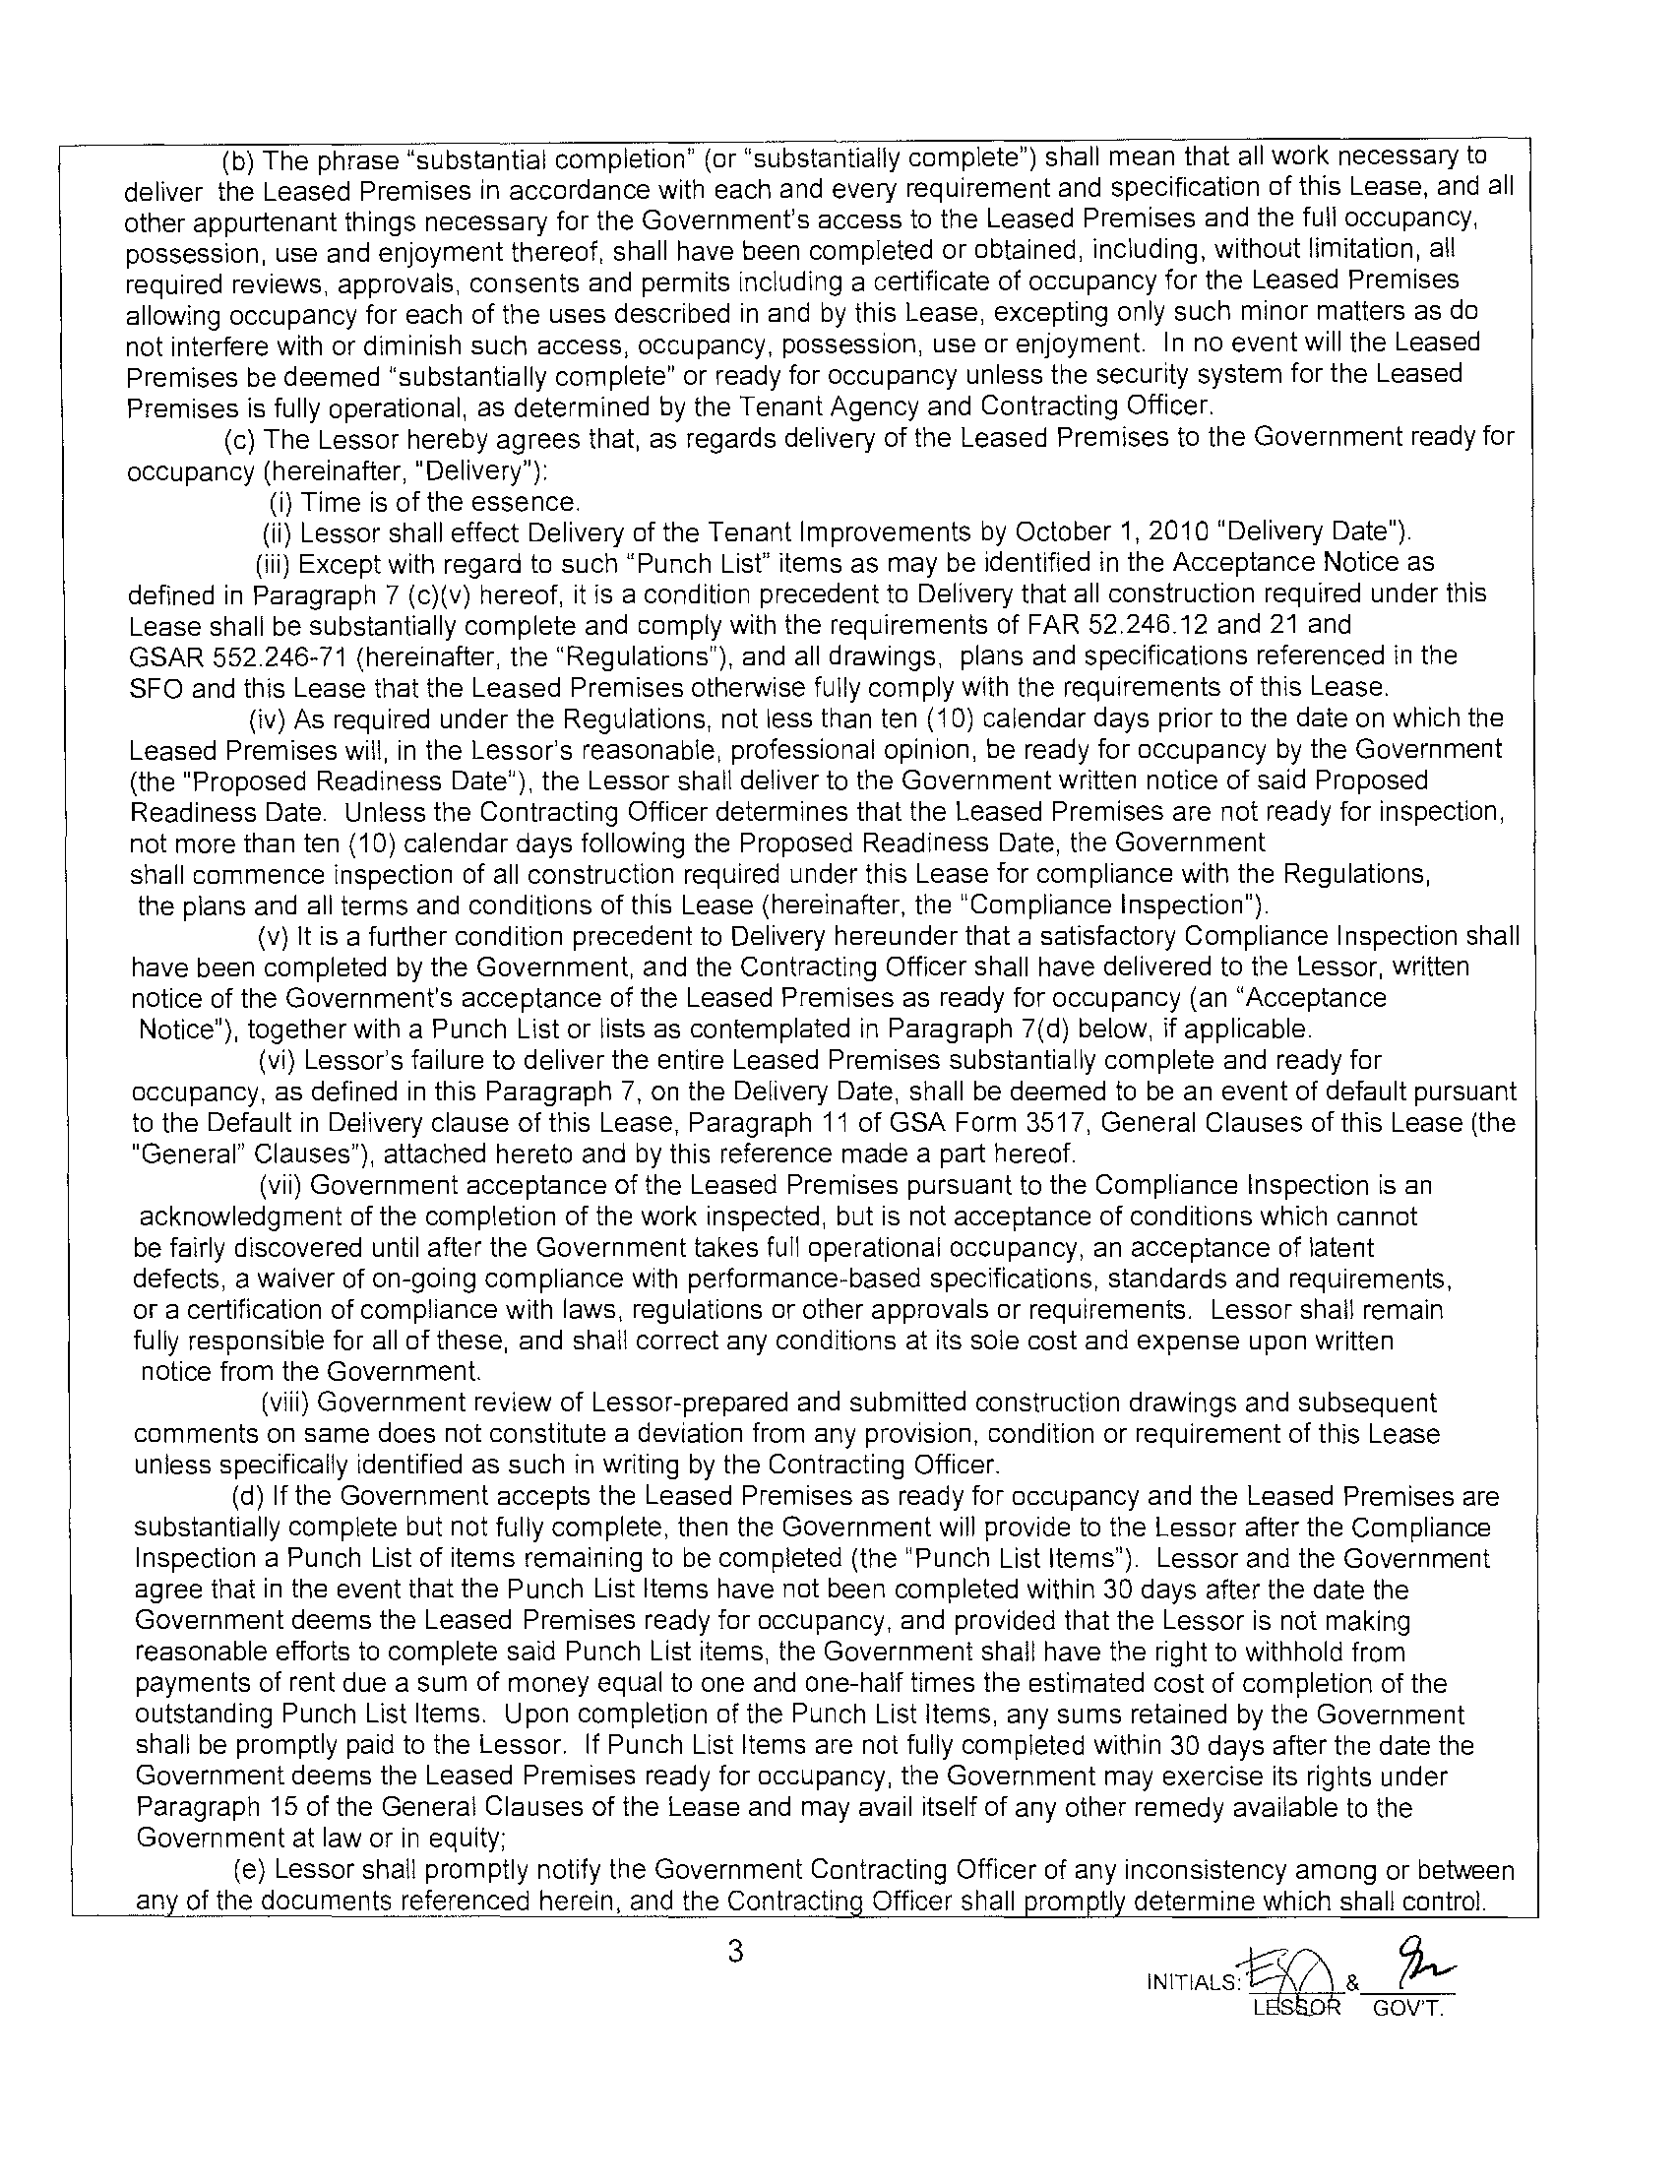 (b) The phrase “substantial completion” (or “substantially complete”) shall mean that all work necessary to
deliver the Leased Premises in accordance with each and every requirement and specification of this Lease, and all
other appurtenant things necessary for the Government's access to the Leased Premises and the full occupancy,
possession, use and enjoyment thereof, shall have been completed or obtained, including, without limitation, all
required reviews, approvals, consents and permits including a certificate of occupancy for the Leased Premises
allowing occupancy for each of the uses described in and by this Lease, excepting only such minor matters as do
not interfere with or diminish such access, occupancy, possession, use or enjoyment. In no event will the Leased
Premises be deemed “substantially complete” or ready for occupancy unless the security system for the Leased
Premises is fully operational, as determined by the Tenant Agency and Contracting Officer.
(c) The Lessor hereby agrees that, as regards delivery of the Leased Premises to the Government ready for
occupancy (hereinafter, "Delivery"):
(i) Time is of the essence.
(ii) Lessor shall effect Delivery of the Tenant Improvements by October 1, 2010 "Delivery Date").
(iii) Except with regard to such “Punch List” items as may be identified in the Acceptance Notice as
defined in Paragraph 7 (c)(v) hereof, it is a condition precedent to Delivery that all construction required under this
Lease shall be substantially complete and comply with the requirements of FAR 52.246.12 and 21 and
GSAR 552.246-71 (hereinafter, the “Regulations”), and all drawings, plans and specifications referenced in the
SFO and this Lease that the Leased Premises otherwise fully comply with the requirements of this Lease.
(iv) As required under the Regulations, not less than ten (10) calendar days prior to the date on which the
Leased Premises will, in the Lessor's reasonable, professional opinion, be ready for occupancy by the Government
(the "Proposed Readiness Date"), the Lessor shall deliver to the Government written notice of said Proposed
Readiness Date. Unless the Contracting Officer determines that the Leased Premises are not ready for inspection,
not more than ten (10) calendar days following the Proposed Readiness Date, the Government
shall commence inspection of all construction required under this Lease for compliance with the Regulations,
the plans and all terms and conditions of this Lease (hereinafter, the "Compliance Inspection").
(v) It is a further condition precedent to Delivery hereunder that a satisfactory Compliance Inspection shall
have been completed by the Government, and the Contracting Officer shall have delivered to the Lessor, written
notice of the Government's acceptance of the Leased Premises as ready for occupancy (an “Acceptance
Notice"), together with a Punch List or lists as contemplated in Paragraph 7(d) below, if applicable.
(vi) Lessor's failure to deliver the entire Leased Premises substantially complete and ready for
occupancy, as defined in this Paragraph 7, on the Delivery Date, shall be deemed to be an event of default pursuant
to the Default in Delivery clause of this Lease, Paragraph 11 of GSA Form 3517, General Clauses of this Lease (the
"General” Clauses"), attached hereto and by this reference made a part hereof.
(vii) Government acceptance of the Leased Premises pursuant to the Compliance Inspection is an
acknowledgment of the completion of the work inspected, but is not acceptance of conditions which cannot
be fairly discovered until after the Government takes full operational occupancy, an acceptance of latent
defects, a waiver of on-going compliance with performance-based specifications, standards and requirements,
or a certification of compliance with laws, regulations or other approvals or requirements. Lessor shall remain
fully responsible for all of these, and shall correct any conditions at its sole cost and expense upon written
notice from the Government.
(viii) Government review of Lessor-prepared and submitted construction drawings and subsequent
comments on same does not constitute a deviation from any provision, condition or requirement of this Lease
unless specifically identified as such in writing by the Contracting Officer.
(d) If the Government accepts the Leased Premises as ready for occupancy and the Leased Premises are
substantially complete but not fully complete, then the Government will provide to the Lessor after the Compliance
Inspection a Punch List of items remaining to be completed (the "Punch List Items"). Lessor and the Government
agree that in the event that the Punch List Items have not been completed within 30 days after the date the
Government deems the Leased Premises ready for occupancy, and provided that the Lessor is not making
reasonable efforts to complete said Punch List items, the Government shall have the right to withhold from
payments of rent due a sum of money equal to one and one-half times the estimated cost of completion of the
outstanding Punch List Items. Upon completion of the Punch List Items, any sums retained by the Government
shall be promptly paid to the Lessor. If Punch List Items are not fully completed within 30 days after the date the
Government deems the Leased Premises ready for occupancy, the Government may exercise its rights under
Paragraph 15 of the General Clauses of the Lease and may avail itself of any other remedy available to the
Government at law or in equity;
(e) Lessor shall promptly notify the Government Contracting Officer of any inconsistency among or between
any of the documents referenced herein, and the Contracting Officer shall promptly determine which shall control.
3
INITIALS: &
LESSOR GOV'T.